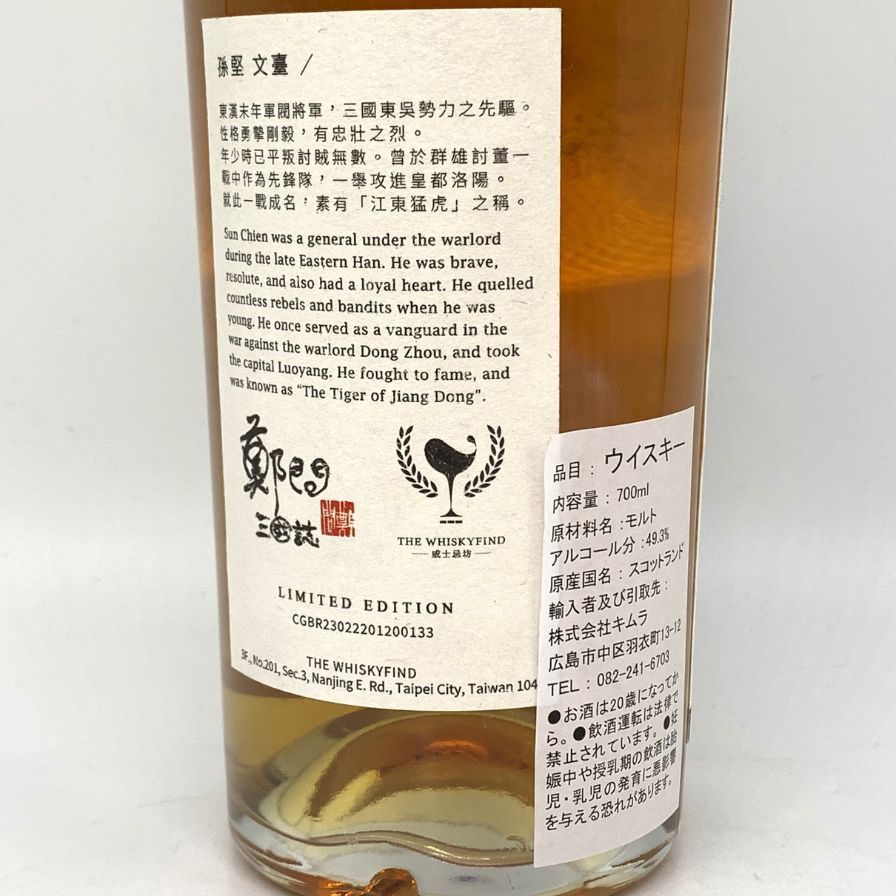 孫堅 文臺 /
東漢末年軍閥將軍，三國東吳勢力之先驅。
性格勇摯剛毅，有忠壯之烈。
年少時已平叛討賊無數。曾於群雄討董一
戰中作為先鋒隊，一舉攻進皇都洛陽。
就此一戰成名，素有「江東猛虎」之稱。
Sun Chien was a general under the warlord
during the late Eastern Han. He was brave,
resolute, and also had a loyal heart. He quelled
countless rebels and bandits when he was
young. He once served as a vanguard in the
war against the warlord Dong Zhou, and took
the capital Luoyang. He fought to fame, and
was known as "The Tiger of Jiang Dong".
鄭問
三國誌
鄭問
THE WHISKYFIND
威士忌坊
LIMITED EDITION
CGBR23022201200133
THE WHISKYFIND
3F., No.201, Sec.3, Nanjing E. Rd., Taipei City, Taiwan 104
品目：ウイスキー
内容量：700ml
原材料名：モルト
アルコール分：49.3%
原産国名：スコットランド
輸入者及び引取先：
株式会社キムラ
広島市中区羽衣町13-12
TEL：082-241-6703
●お酒は20歳になってか
ら。●飲酒運転は法律で
禁止されています。●妊
娠中や授乳期の飲酒は胎
児・乳児の発育に悪影響
を与える恐れがあります。